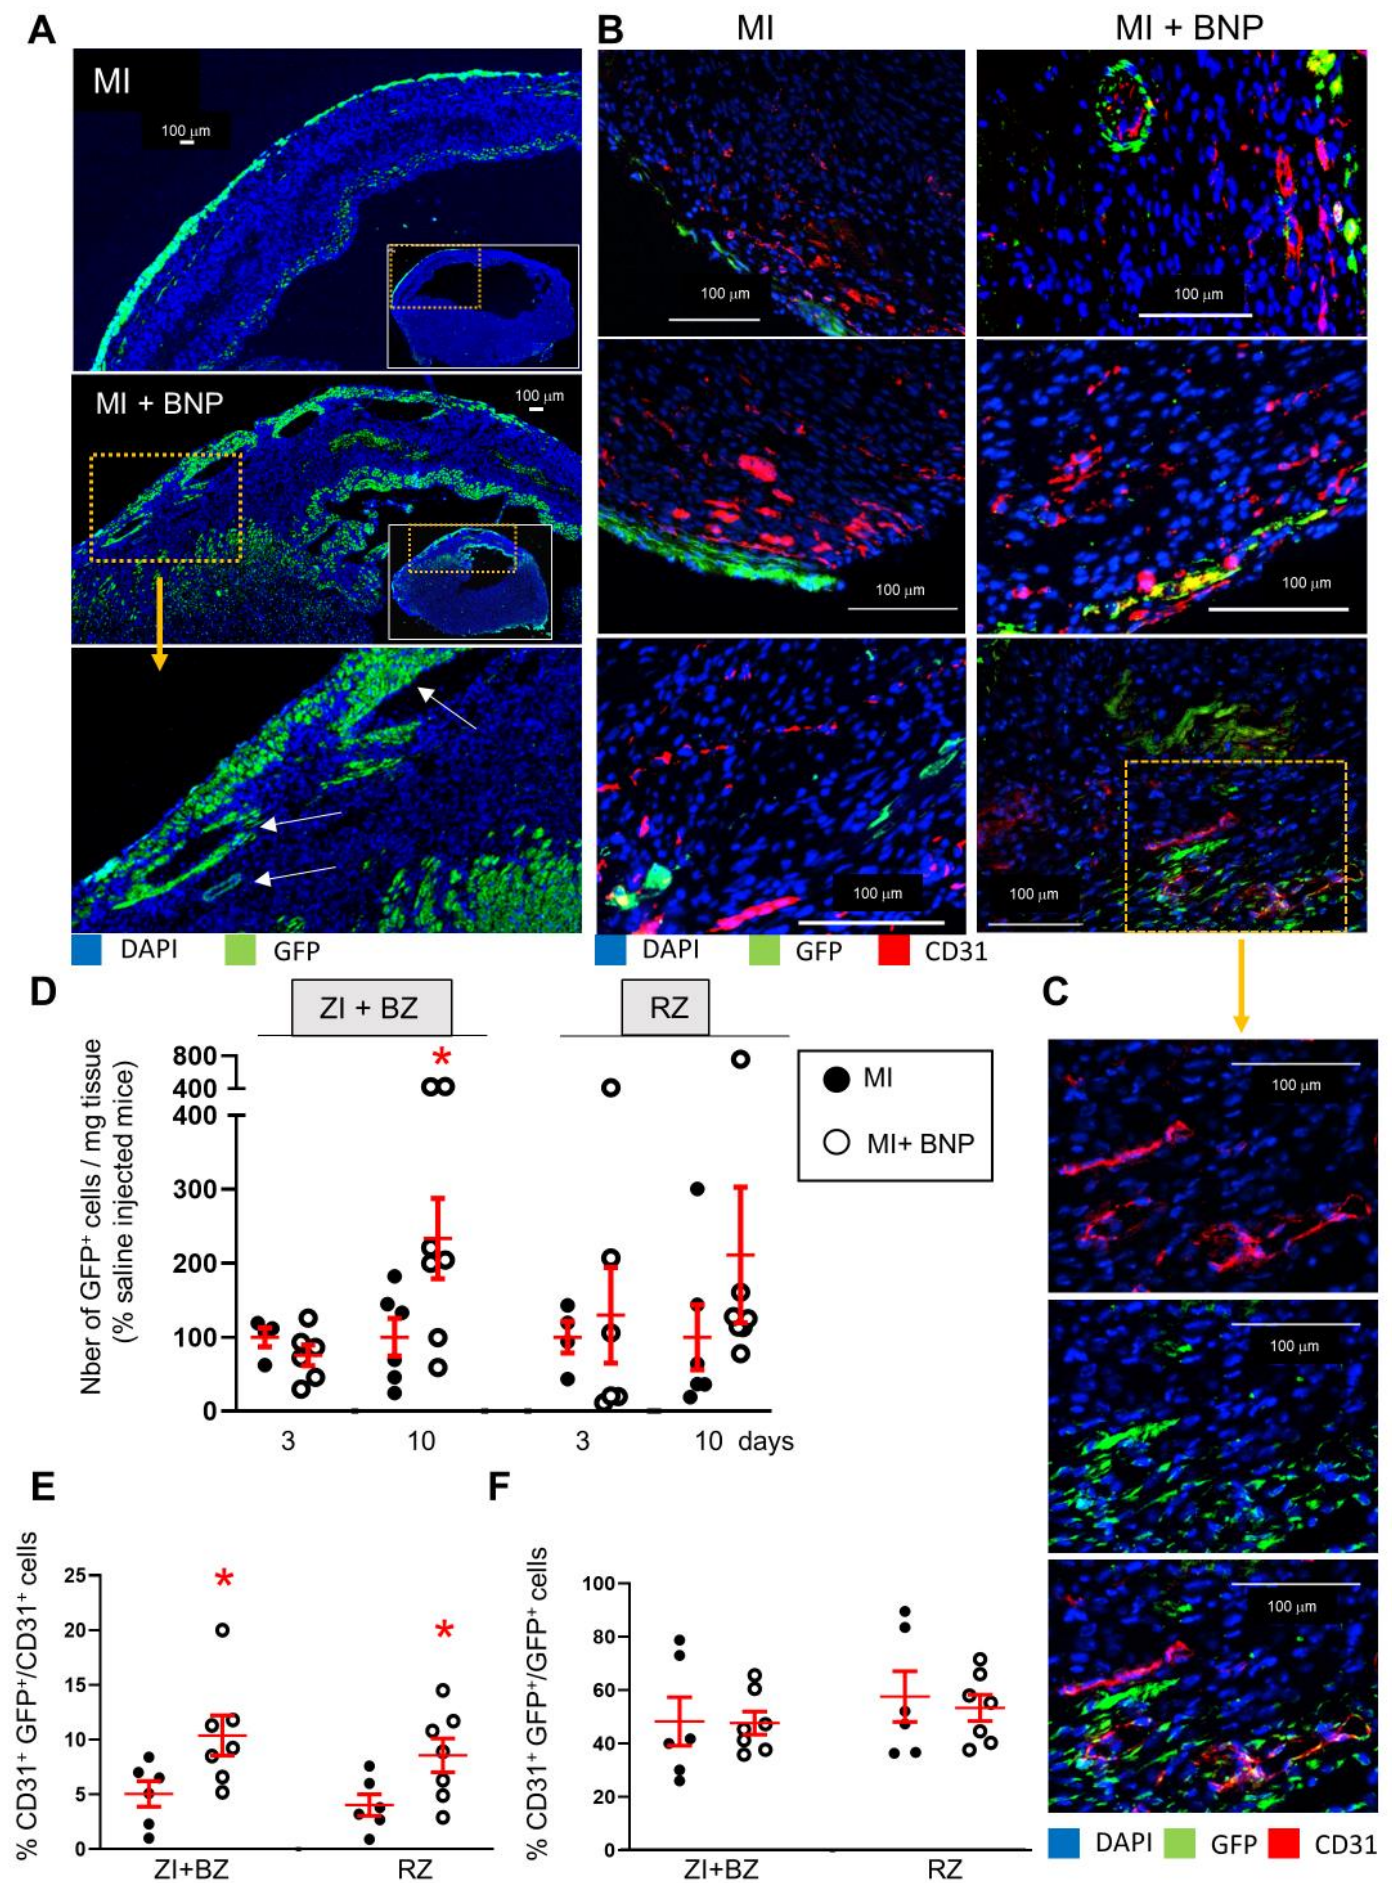 A
MI
100 µm
MI + BNP
100 µm
DAPI
GFP
B
MI
MI + BNP
100 µm
100 µm
100 µm
100 µm
100 µm
100 µm
DAPI
GFP
CD31
C
100 µm
100 µm
100 µm
DAPI
GFP
CD31
D
ZI + BZ
RZ
Nber of GFP⁺ cells / mg tissue
(% saline injected mice)
800
400
400
300
200
100
0
*
3
10
3
10 days
MI
MI+ BNP
E
% CD31⁺ GFP⁺/CD31⁺ cells
25
20
15
10
5
0
*
*
ZI+BZ
RZ
F
% CD31⁺ GFP⁺/GFP⁺ cells
100
80
60
40
20
0
ZI+BZ
RZ